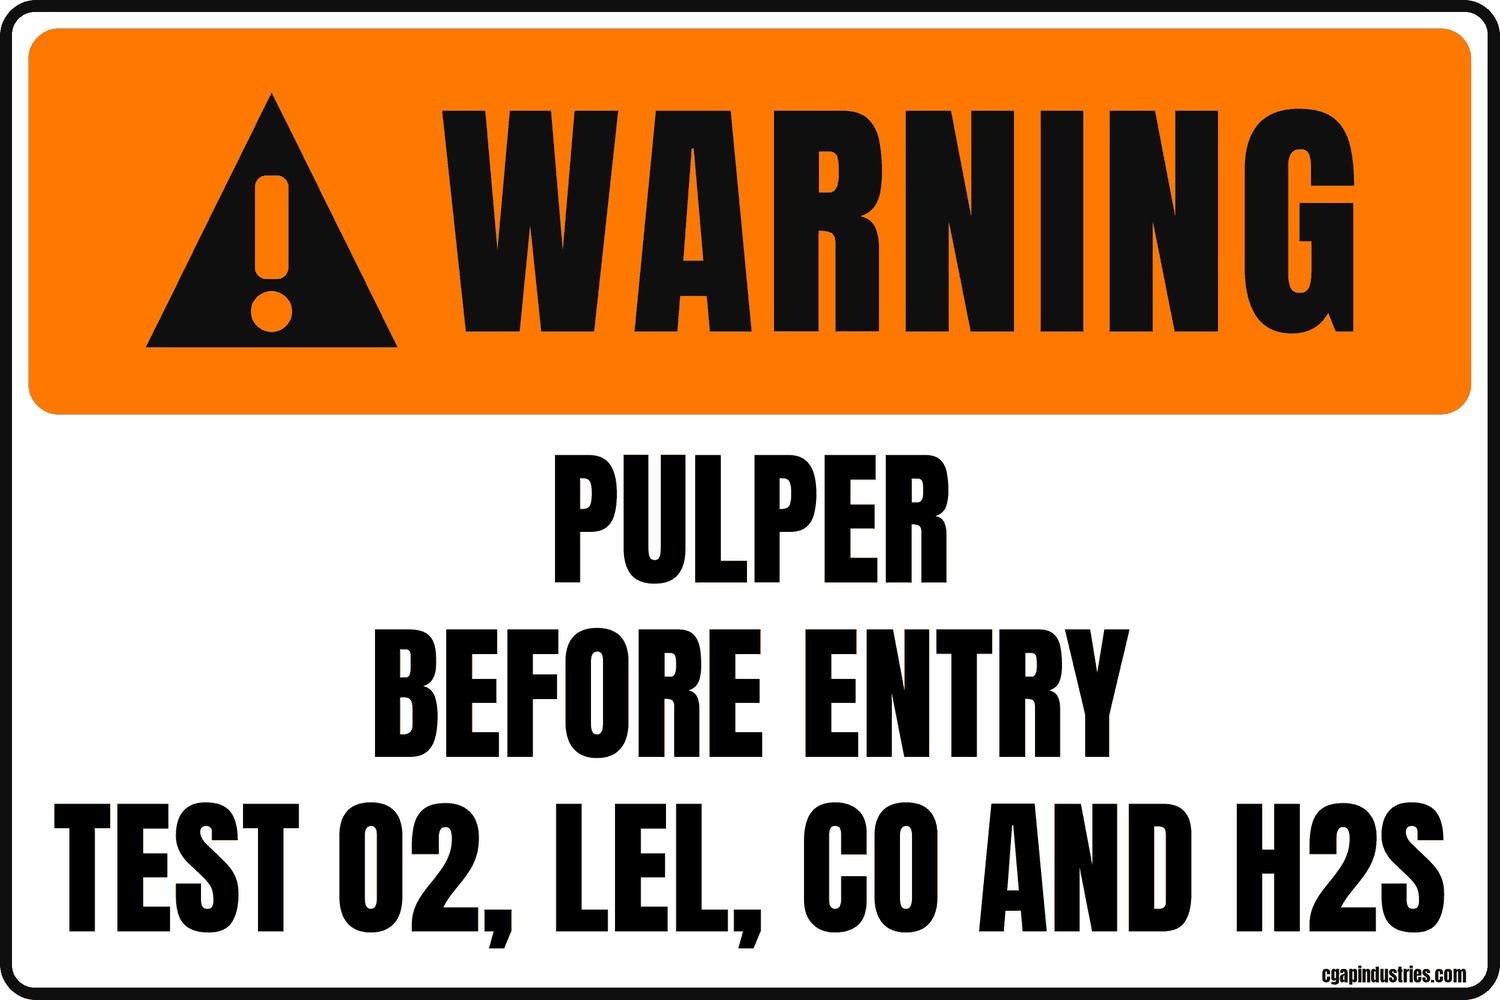 WARNING
PULPER
BEFORE ENTRY
TEST O2, LEL, CO AND H2S
cgapindustries.com